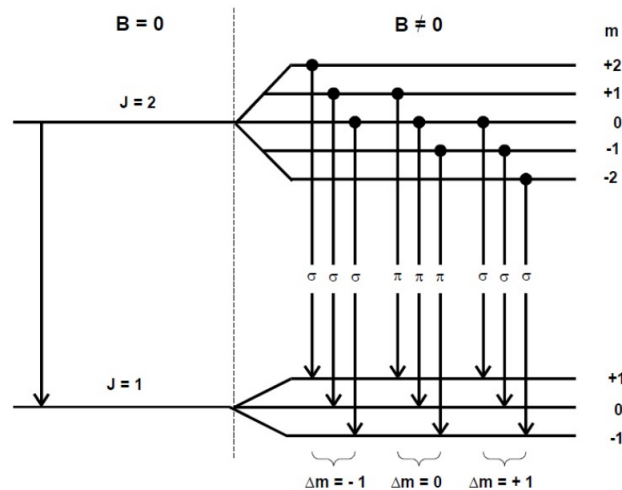 B = 0
B ≠ 0
m
+2
J = 2
+1
0
-1
-2
σ σ σ π π π σ σ σ
J = 1
+1
0
-1
Δm = - 1 Δm = 0 Δm = + 1